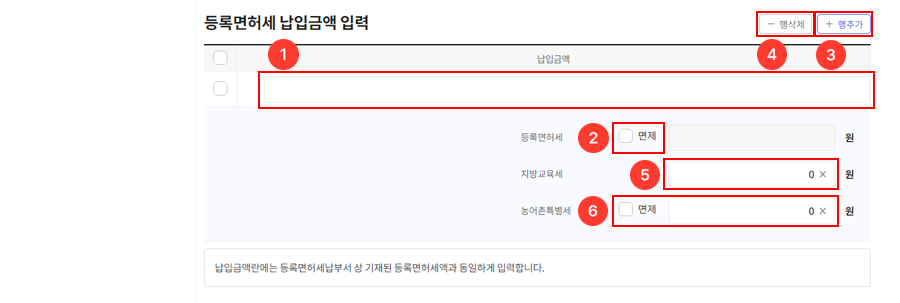 등록면허세 납입금액 입력
− 행삭제
+ 행추가
4
3
1
납입금액
등록면허세
2
면제
원
지방교육세
5
0 ×
원
농어촌특별세
6
면제
0 ×
원
납입금액란에는 등록면허세납부서 상 기재된 등록면허세액과 동일하게 입력합니다.